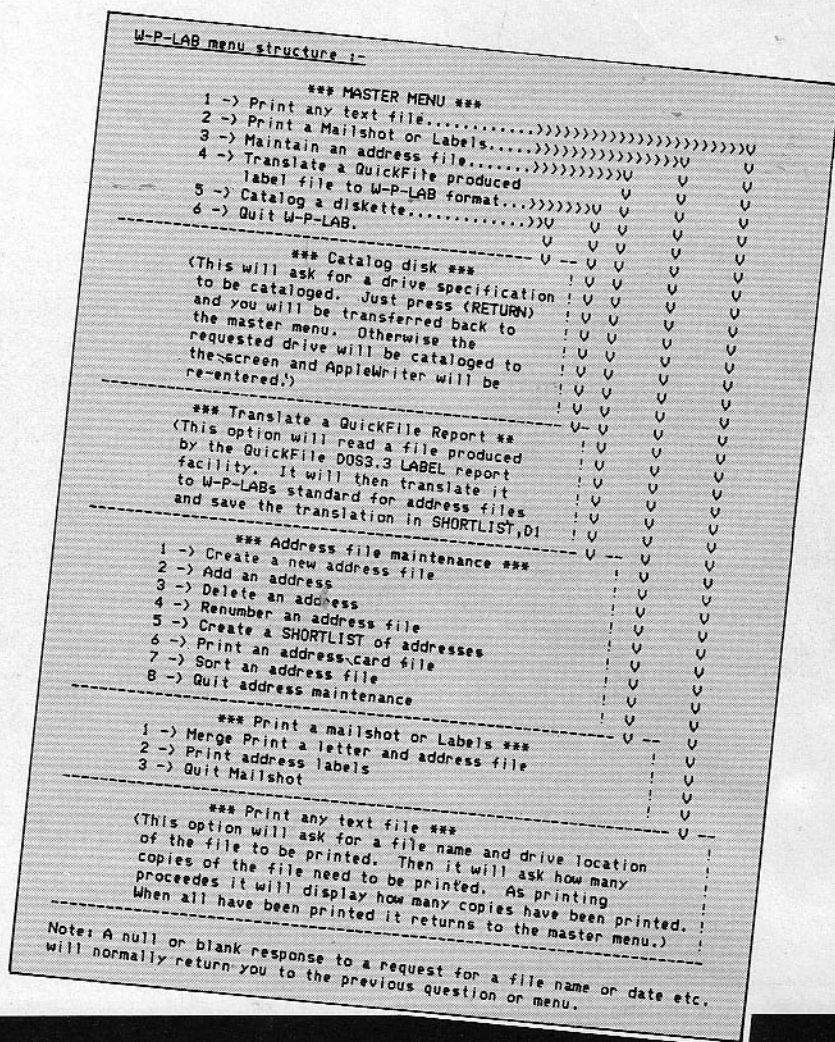 W-P-LAB menu structure :-
*** MASTER MENU ***
1 -> Print any text file............>>>>>>>>>>>>>>>>>>>>>>>V
2 -> Print a Mailshot or Labels.....>>>>>>>>>>>>>>>>V V
3 -> Maintain an address file.......>>>>>>>>>>V V V
4 -> Translate a QuickFile produced V V V
label file to W-P-LAB format...>>>>>>>V V V V
5 -> Catalog a diskette.............>>V V V V V
6 -> Quit W-P-LAB. V V V V V
---------------------------------------- V -- V V V V
*** Catalog disk *** ! V V V V
(This will ask for a drive specification ! V V V V
to be cataloged. Just press (RETURN) ! V V V V
and you will be transferred back to ! V V V V
the master menu. Otherwise the ! V V V V
requested drive will be cataloged to ! V V V V
the screen and AppleWriter will be ! V V V V
re-entered.) ! V V V V
---------------------------------------- V- V V V
*** Translate a QuickFile Report ** ! V V V
(This option will read a file produced ! V V V
by the QuickFile DOS3.3 LABEL report ! V V V
facility. It will then translate it ! V V V
to W-P-LABs standard for address files ! V V V
and save the translation in SHORTLIST,D1 ! V V V
---------------------------------------- V -- V V
*** Address file maintenance *** ! V V
1 -> Create a new address file ! V V
2 -> Add an address ! V V
3 -> Delete an address ! V V
4 -> Renumber an address file ! V V
5 -> Create a SHORTLIST of addresses ! V V
6 -> Print an address card file ! V V
7 -> Sort an address file ! V V
8 -> Quit address maintenance ! V V
---------------------------------------- V -- V
*** Print a mailshot or Labels *** ! V
1 -> Merge Print a letter and address file ! V
2 -> Print address labels ! V
3 -> Quit Mailshot ! V
---------------------------------------- V --
*** Print any text file *** !
(This option will ask for a file name and drive location !
of the file to be printed. Then it will ask how many !
copies of the file need to be printed. As printing !
proceedes it will display how many copies have been printed. !
When all have been printed it returns to the master menu.) !
----------------------------------------
Note: A null or blank response to a request for a file name or date etc.
will normally return you to the previous question or menu.